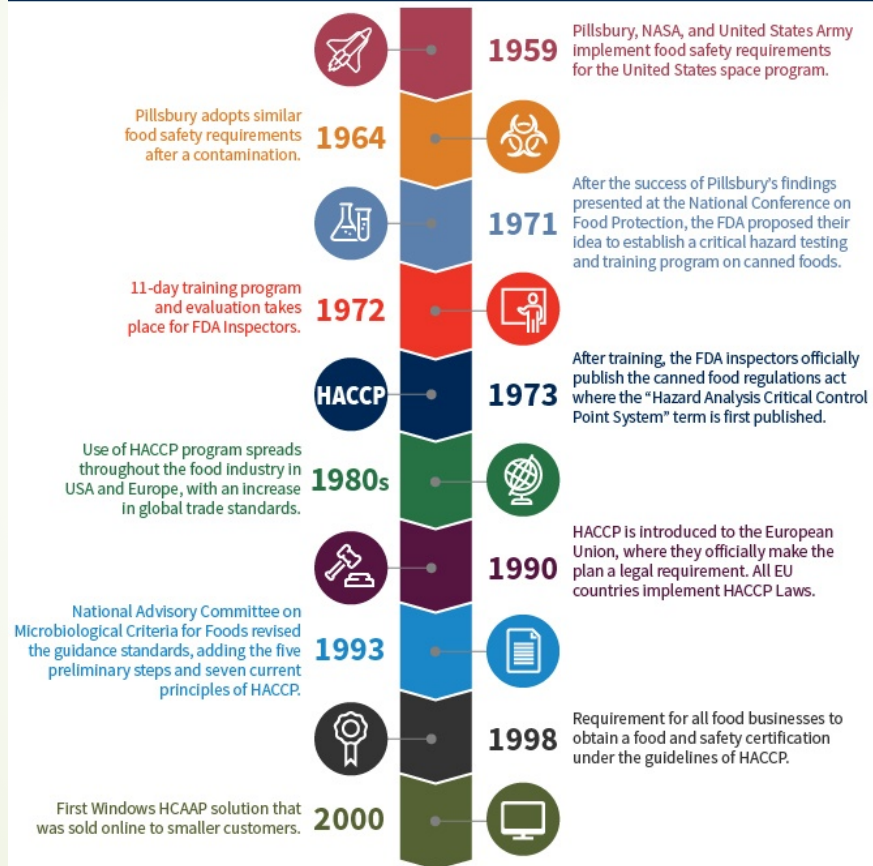 1959
Pillsbury, NASA, and United States Army
implement food safety requirements
for the United States space program.
Pillsbury adopts similar
food safety requirements
after a contamination.
1964
1971
After the success of Pillsbury's findings
presented at the National Conference on
Food Protection, the FDA proposed their
idea to establish a critical hazard testing
and training program on canned foods.
11-day training program
and evaluation takes
place for FDA Inspectors.
1972
HACCP
1973
After training, the FDA inspectors officially
publish the canned food regulations act
where the “Hazard Analysis Critical Control
Point System” term is first published.
Use of HACCP program spreads
throughout the food industry in
USA and Europe, with an increase
in global trade standards.
1980s
1990
HACCP is introduced to the European
Union, where they officially make the
plan a legal requirement. All EU
countries implement HACCP Laws.
National Advisory Committee on
Microbiological Criteria for Foods revised
the guidance standards, adding the five
preliminary steps and seven current
principles of HACCP.
1993
1998
Requirement for all food businesses to
obtain a food and safety certification
under the guidelines of HACCP.
First Windows HCAAP solution that
was sold online to smaller customers.
2000